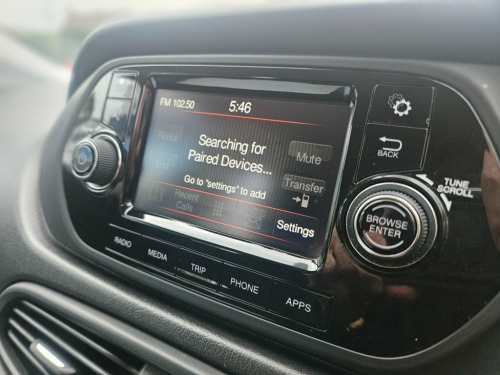 FM 102.50
5:46
Searching for
Paired Devices...
Go to "settings" to add
Redial
Mute
Transfer
Recent
Calls
Settings
BACK
TUNE
SCROLL
BROWSE
ENTER
RADIO
MEDIA
TRIP
PHONE
APPS